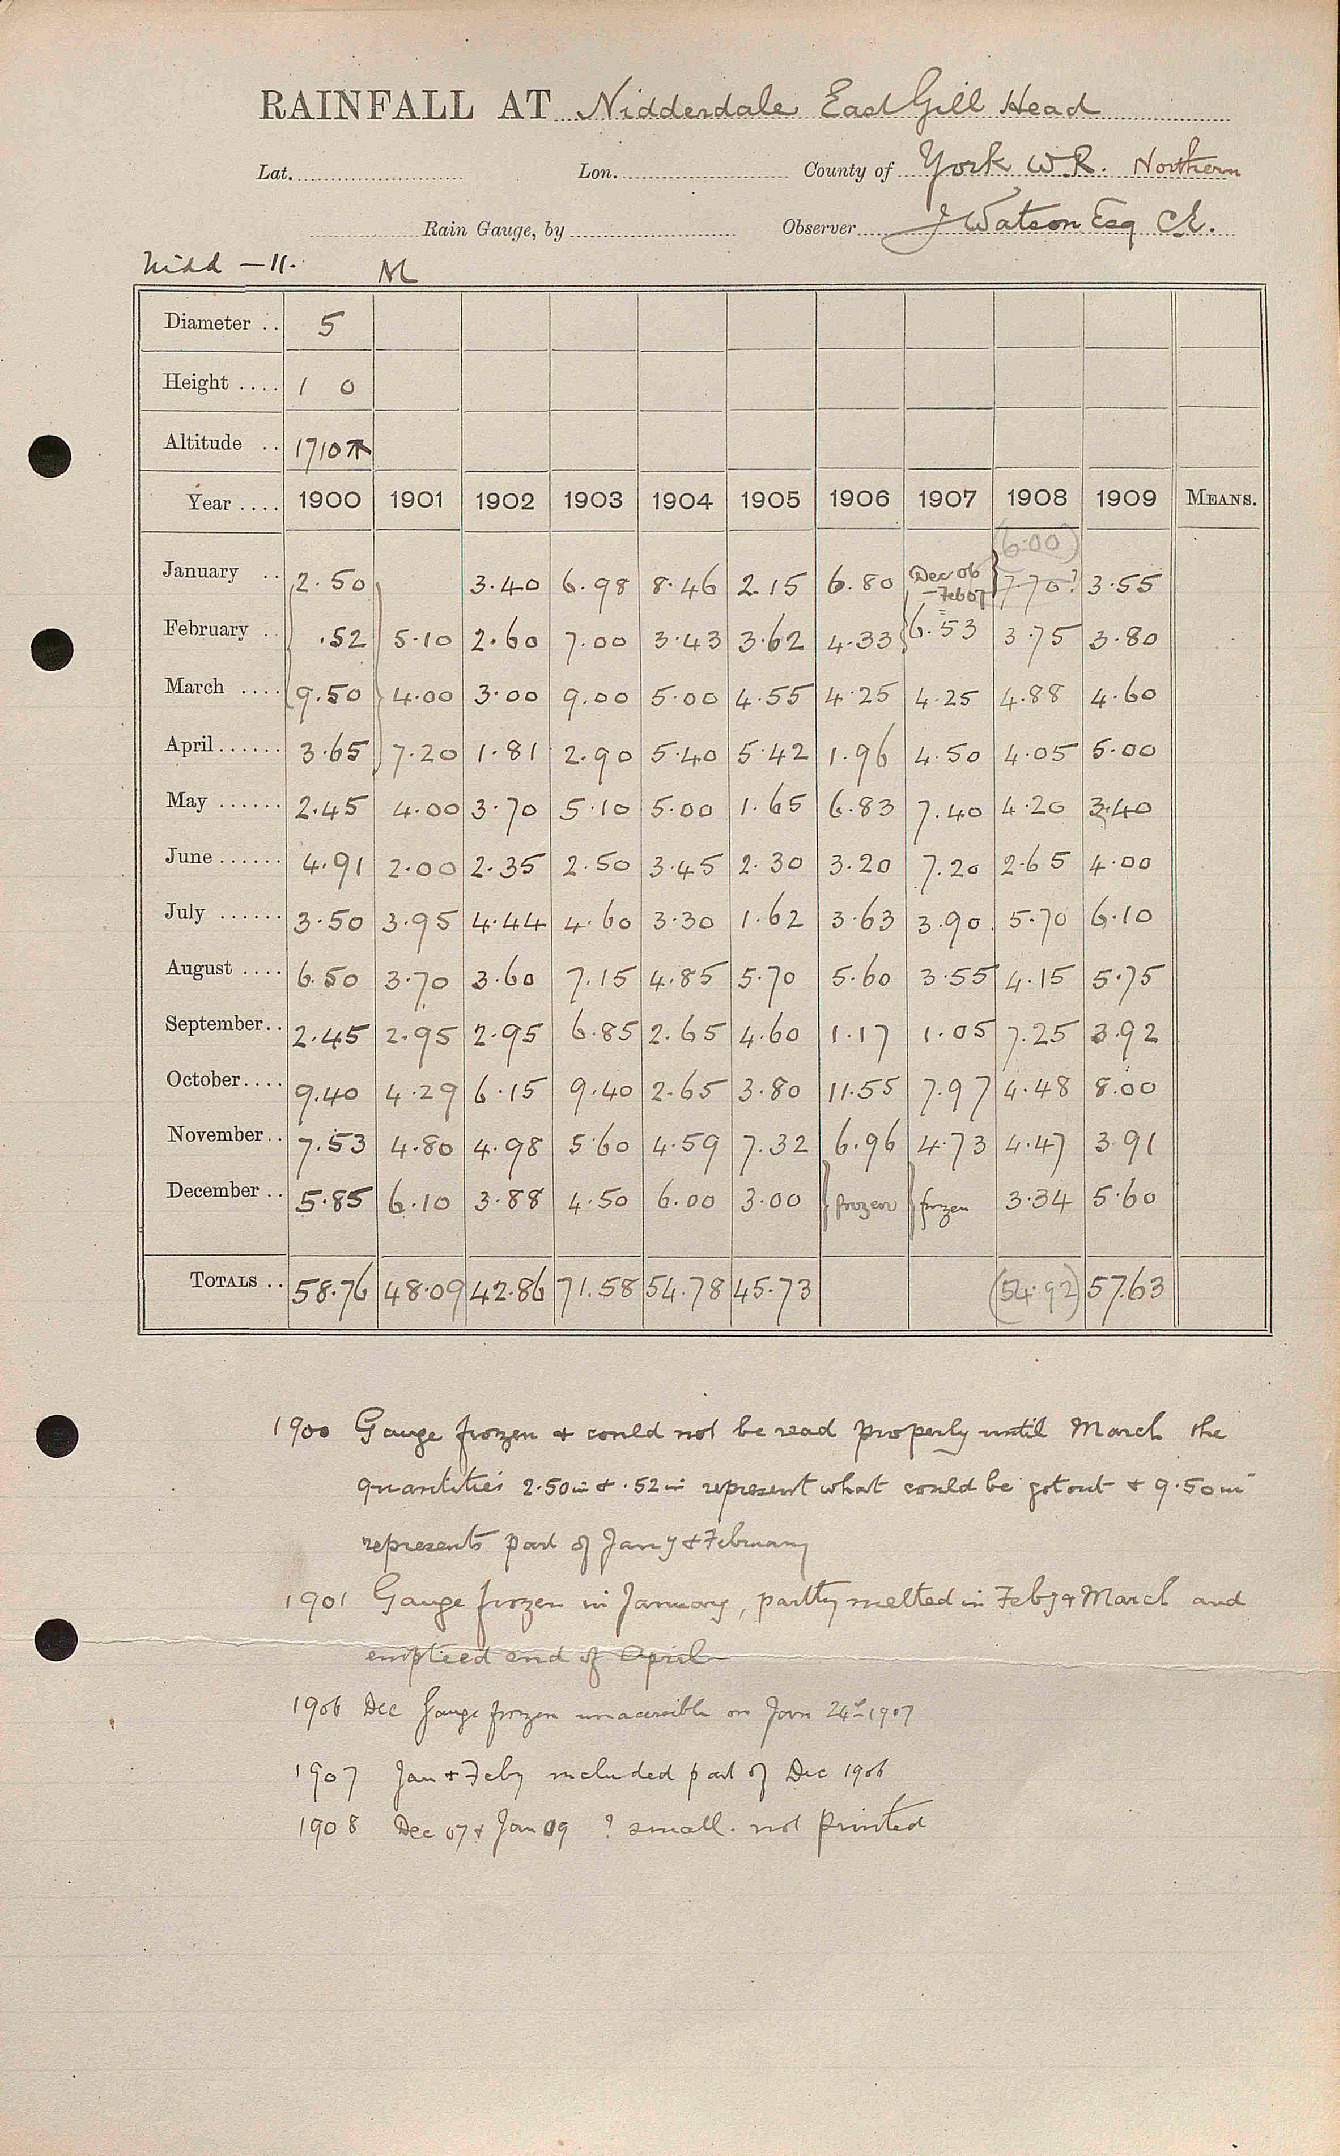 RAINFALL AT Nidderdale East Gill Head
Lat. Lon. County of York W.R. Northern
Rain Gauge, by Observer J Watson Esq C.E.
Nidd — 11. M
Diameter .. 5
Height .... 1 0
Altitude .. 1710
Year .... 1900 1901 1902 1903 1904 1905 1906 1907 1908 1909 MEANS.
(6.00)
January .. 2.50 3.40 6.98 8.46 2.15 6.80 Dec 06 – Feb 07 7.70? 3.55
February .. .52 5.10 2.60 7.00 3.43 3.62 4.33 6.53 3.75 3.80
March .... 9.50 4.00 3.00 9.00 5.00 4.55 4.25 4.25 4.88 4.60
April...... 3.65 7.20 1.81 2.90 5.40 5.42 1.96 4.50 4.05 5.00
May ...... 2.45 4.00 3.70 5.10 5.00 1.65 6.83 7.40 4.20 3.40
June ...... 4.91 2.00 2.35 2.50 3.45 2.30 3.20 7.20 2.65 4.00
July ...... 3.50 3.95 4.44 4.60 3.30 1.62 3.63 3.90 5.70 6.10
August .... 6.50 3.70 3.60 7.15 4.85 5.70 5.60 3.55 4.15 5.75
September.. 2.45 2.95 2.95 6.85 2.65 4.60 1.17 1.05 7.25 3.92
October.... 9.40 4.29 6.15 9.40 2.65 3.80 11.55 7.97 4.48 8.00
November.. 7.53 4.80 4.98 5.60 4.59 7.32 6.96 4.73 4.47 3.91
December .. 5.85 6.10 3.88 4.50 6.00 3.00 frozen frozen 3.34 5.60
TOTALS .. 58.76 48.09 42.86 71.58 54.78 45.73 (54.92) 57.63
1900 Gauge frozen & could not be read properly until March the
quantities 2.50 in & .52 in represent what could be got out & 9.50 in
represents part of Jany & February
1901 Gauge frozen in January, partly melted in Feby & March and
emptied end of April
1906 Dec Gauge frozen unaccessible on Jan 24th 1907
1907 Jan & Feby included part of Dec 1906
1908 Dec 07 & Jan 09 ? small. not printed